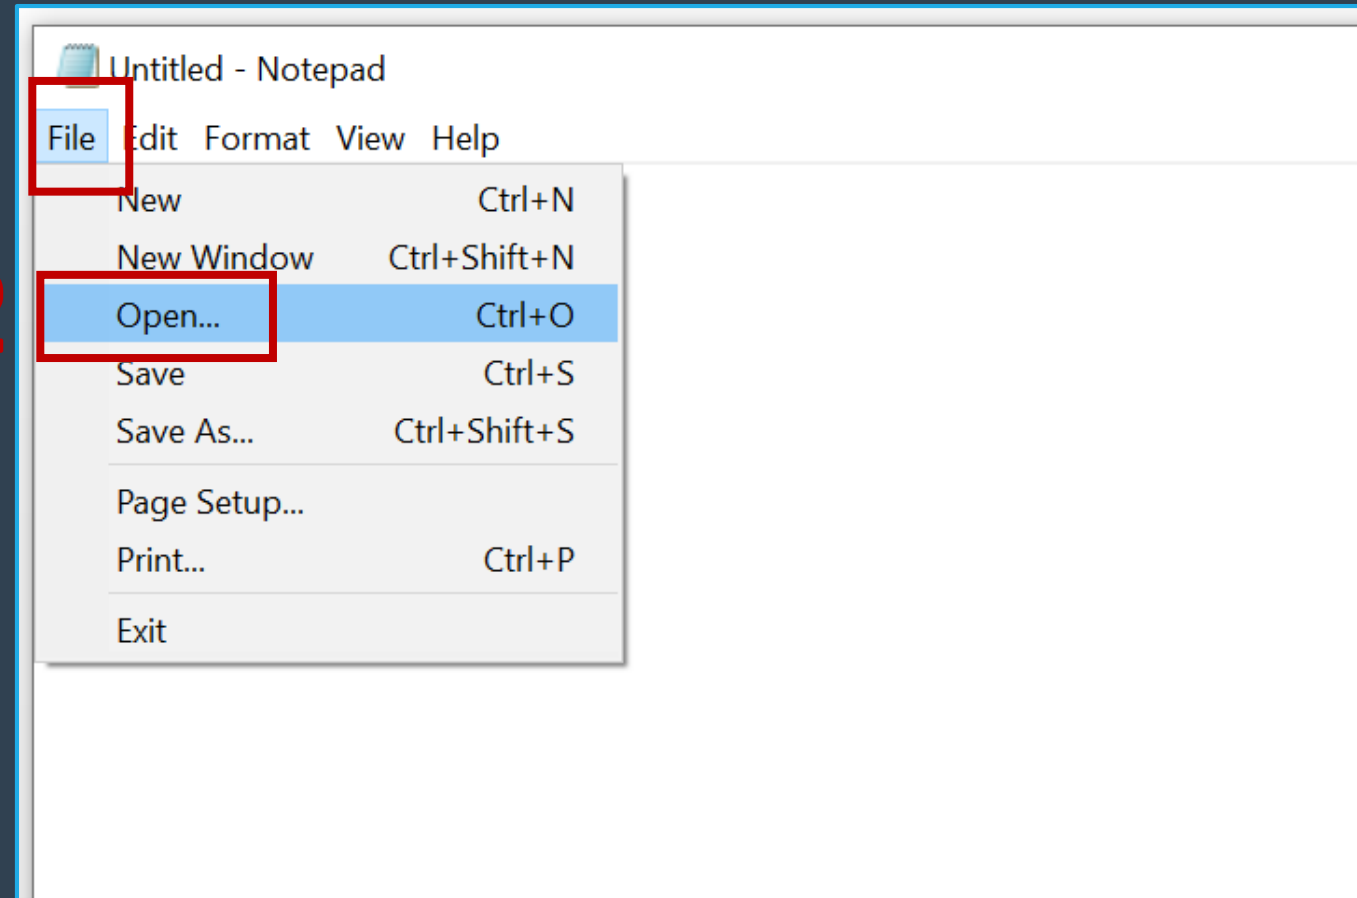 Untitled - Notepad
File Edit Format View Help
New Ctrl+N
New Window Ctrl+Shift+N
Open... Ctrl+O
Save Ctrl+S
Save As... Ctrl+Shift+S
Page Setup...
Print... Ctrl+P
Exit